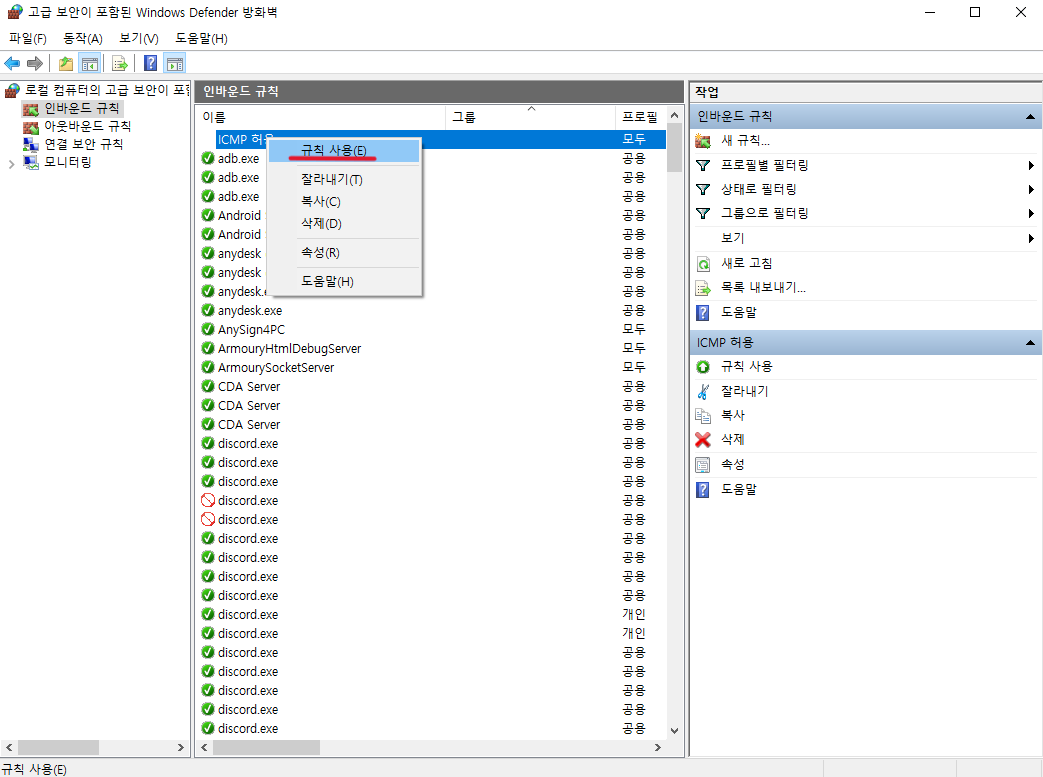 고급 보안이 포함된 Windows Defender 방화벽
파일(F) 동작(A) 보기(V) 도움말(H)
로컬 컴퓨터의 고급 보안이 포함
인바운드 규칙
아웃바운드 규칙
연결 보안 규칙
모니터링
인바운드 규칙
이름 그룹 프로필
ICMP 허용 모두
adb.exe 공용
adb.exe 공용
adb.exe 공용
Android 공용
Android 공용
anydesk 공용
anydesk 공용
anydesk.e 공용
anydesk.exe 공용
AnySign4PC 모두
ArmouryHtmlDebugServer 모두
ArmourySocketServer 모두
CDA Server 공용
CDA Server 공용
CDA Server 공용
discord.exe 공용
discord.exe 공용
discord.exe 공용
discord.exe 공용
discord.exe 공용
discord.exe 공용
discord.exe 공용
discord.exe 공용
discord.exe 공용
discord.exe 개인
discord.exe 개인
discord.exe 공용
discord.exe 공용
discord.exe 공용
discord.exe 공용
discord.exe 공용
규칙 사용(E)
잘라내기(T)
복사(C)
삭제(D)
속성(R)
도움말(H)
작업
인바운드 규칙
새 규칙...
프로필별 필터링
상태로 필터링
그룹으로 필터링
보기
새로 고침
목록 내보내기...
도움말
ICMP 허용
규칙 사용
잘라내기
복사
삭제
속성
도움말
규칙 사용(E)